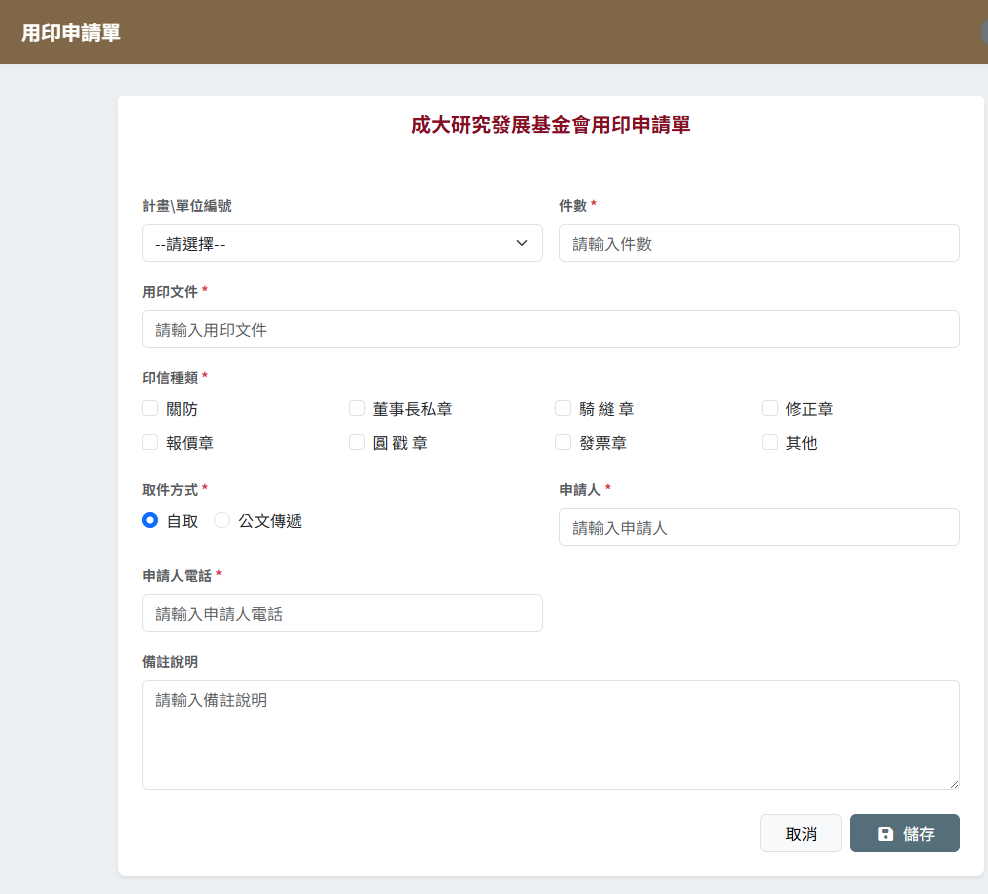 用印申請單
成大研究發展基金會用印申請單
計畫\單位編號 件數 *
--請選擇-- 請輸入件數
用印文件 *
請輸入用印文件
印信種類 *
關防 董事長私章 騎 縫 章 修正章
報價章 圓 戳 章 發票章 其他
取件方式 * 申請人 *
自取 公文傳遞 請輸入申請人
申請人電話 *
請輸入申請人電話
備註說明
請輸入備註說明
取消 儲存